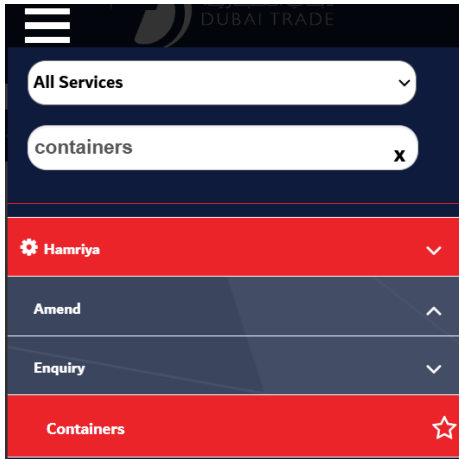 DUBAI TRADE
All Services
containers
x
Hamriya
Amend
Enquiry
Containers